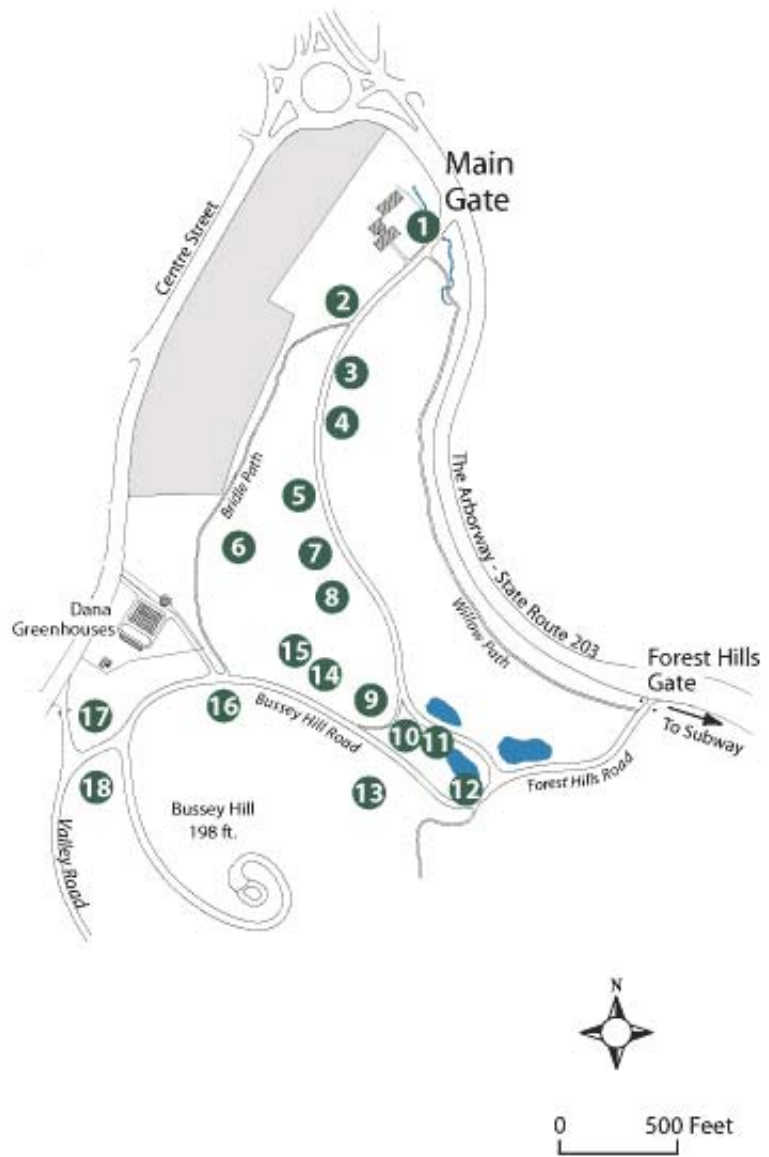 Main
Gate
1
Centre Street
2
3
4
Bridle Path
5
6
7
The Arborway - State Route 203
8
Dana
Greenhouses
Willow Path
15
14
Forest Hills
Gate
9
16
17
Bussey Hill Road
10
11
To Subway
18
13
12
Forest Hills Road
Bussey Hill
198 ft.
Valley Road
N
0
500 Feet